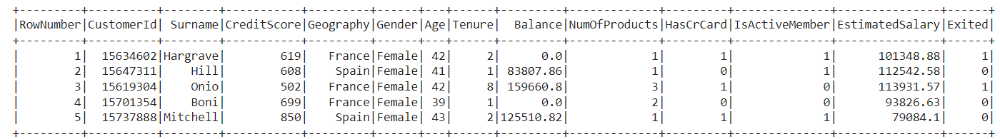 +---------+----------+--------+-----------+---------+------+---+------+---------+-------------+---------+--------------+---------------+------+
|RowNumber|CustomerId| Surname|CreditScore|Geography|Gender|Age|Tenure|  Balance|NumOfProducts|HasCrCard|IsActiveMember|EstimatedSalary|Exited|
+---------+----------+--------+-----------+---------+------+---+------+---------+-------------+---------+--------------+---------------+------+
|        1|  15634602|Hargrave|        619|   France|Female| 42|     2|      0.0|            1|        1|             1|      101348.88|     1|
|        2|  15647311|    Hill|        608|    Spain|Female| 41|     1| 83807.86|            1|        0|             1|      112542.58|     0|
|        3|  15619304|    Onio|        502|   France|Female| 42|     8| 159660.8|            3|        1|             0|      113931.57|     1|
|        4|  15701354|    Boni|        699|   France|Female| 39|     1|      0.0|            2|        0|             0|       93826.63|     0|
|        5|  15737888|Mitchell|        850|    Spain|Female| 43|     2|125510.82|            1|        1|             1|        79084.1|     0|
+---------+----------+--------+-----------+---------+------+---+------+---------+-------------+---------+--------------+---------------+------+